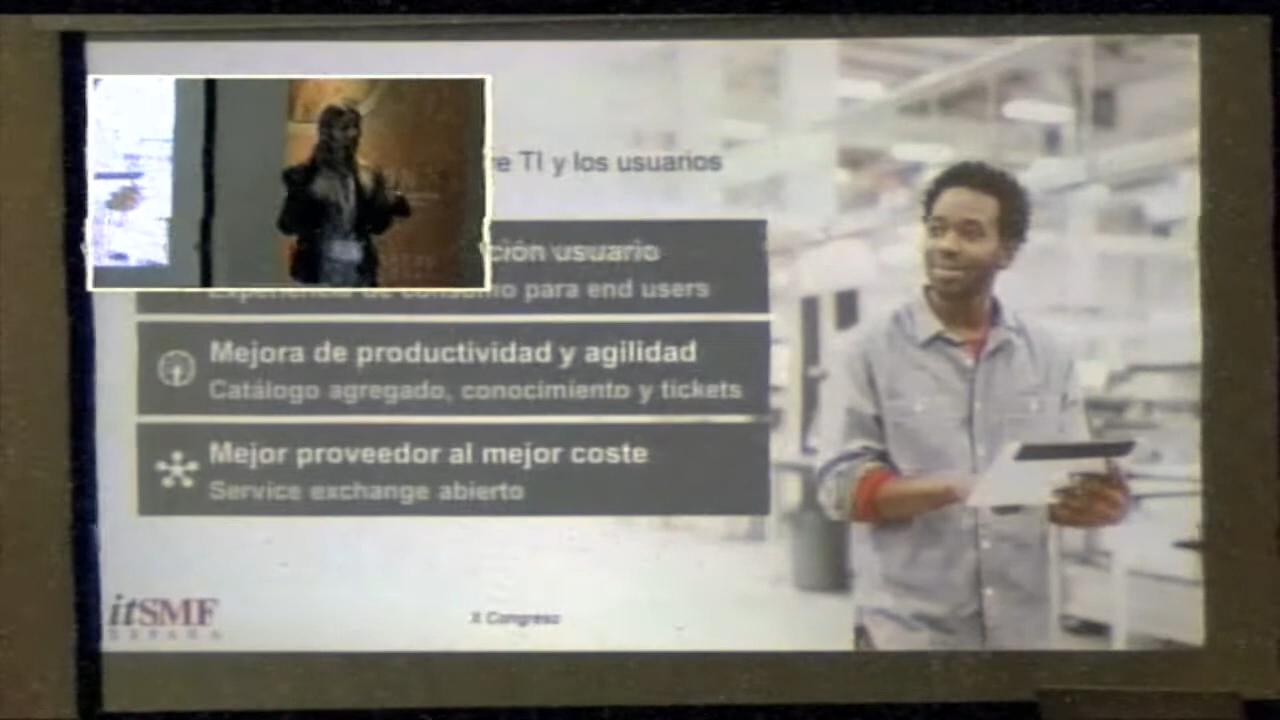 re TI y los usuarios
ción usuario
Experiencia de consumo para end users
Mejora de productividad y agilidad
Catálogo agregado, conocimiento y tickets
Mejor proveedor al mejor coste
Service exchange abierto
itSMF
ESPAÑA
X Congreso